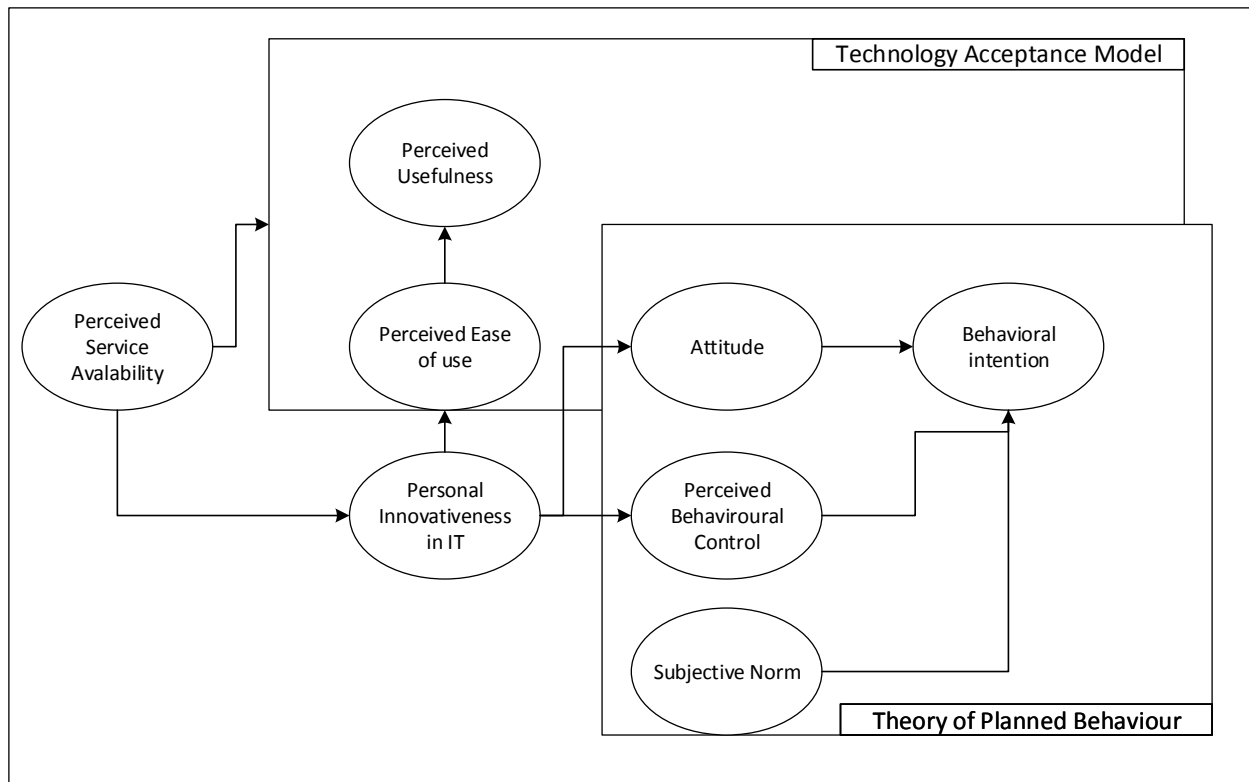 Technology Acceptance Model
Perceived
Usefulness
Perceived
Service
Avalability
Perceived Ease
of use
Attitude
Behavioral
intention
Personal
Innovativeness
in IT
Perceived
Behaviroural
Control
Subjective Norm
Theory of Planned Behaviour